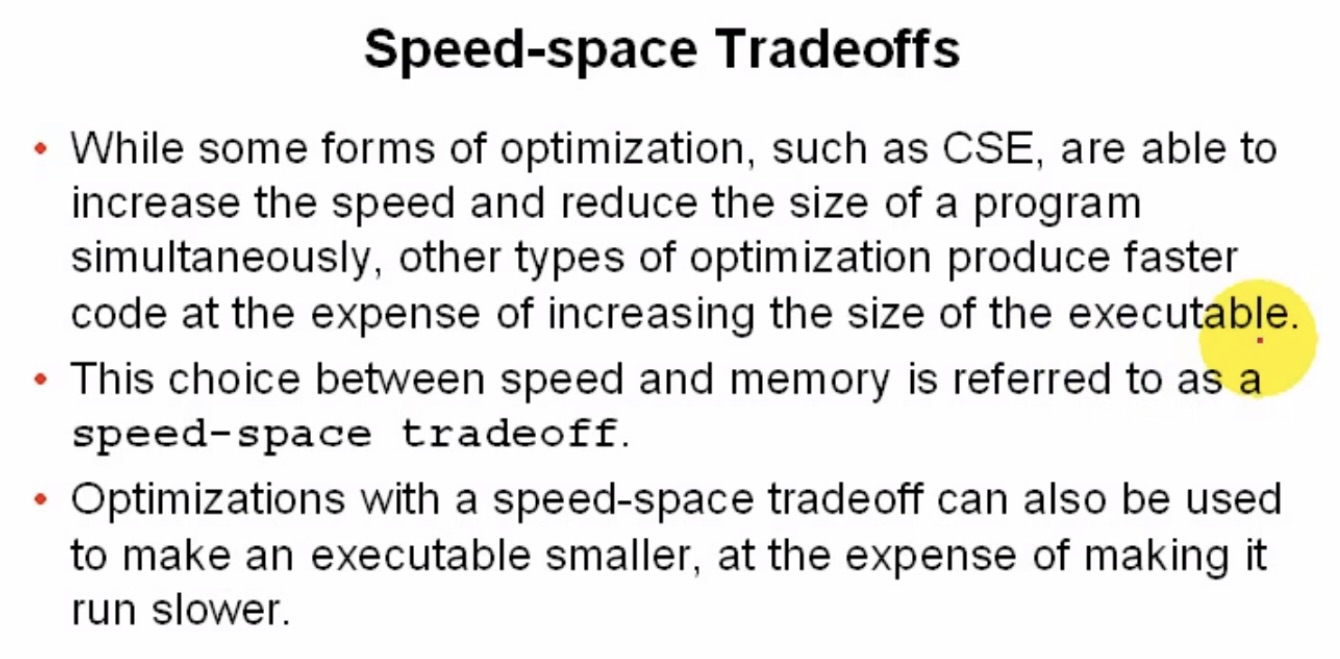 Speed-space Tradeoffs
While some forms of optimization, such as CSE, are able to
increase the speed and reduce the size of a program
simultaneously, other types of optimization produce faster
code at the expense of increasing the size of the executable.
This choice between speed and memory is referred to as a
speed-space tradeoff.
Optimizations with a speed-space tradeoff can also be used
to make an executable smaller, at the expense of making it
run slower.